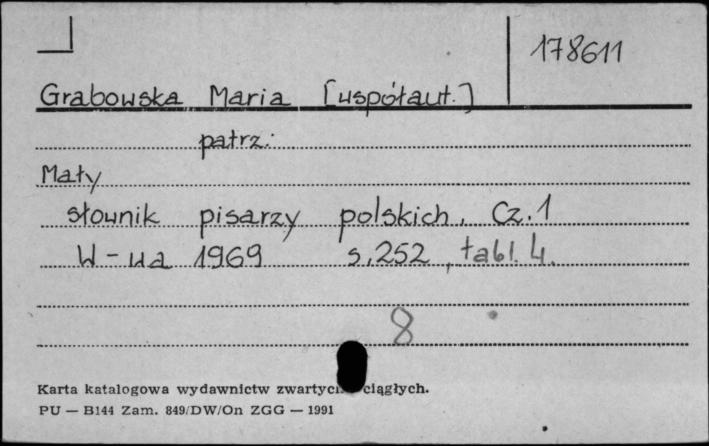 178611
Grabowska Maria [współaut.]
patrz:
Mały
słownik pisarzy polskich. Cz. 1
W-wa 1969 s. 252, tabl. 4.
8
Karta katalogowa wydawnictw zwartych ciągłych.
PU — B144 Zam. 849/DW/On ZGG — 1991